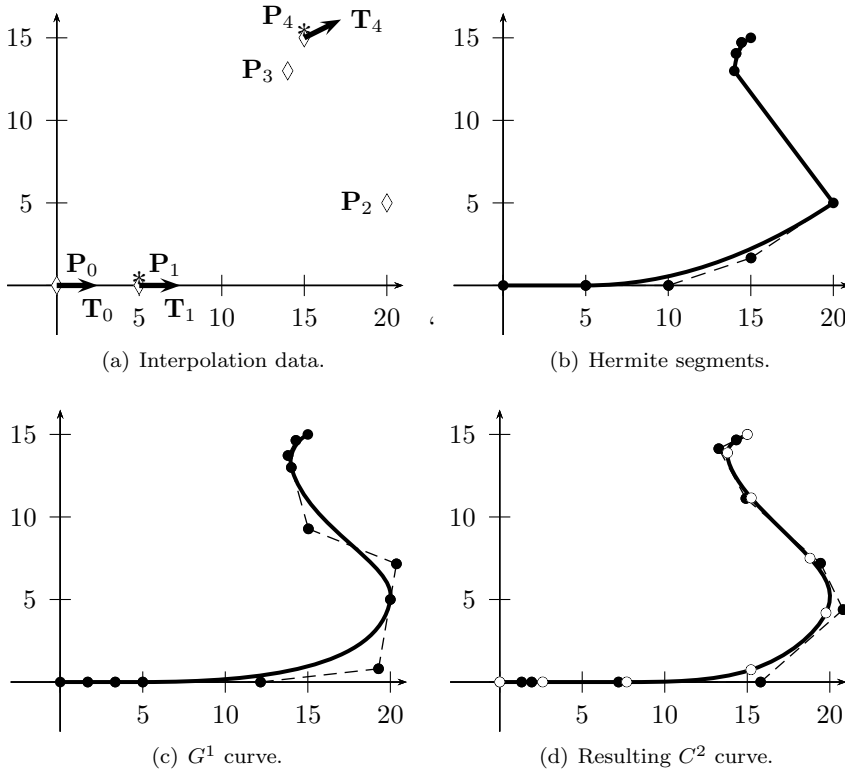 P₄
*
T₄
15
P₃
10
P₂
5
*
P₀
P₁
T₀
5
T₁
10
15
20
(a) Interpolation data.
15
10
5
5
10
15
20
‘
(b) Hermite segments.
15
10
5
5
10
15
20
(c) G¹ curve.
15
10
5
5
10
15
20
(d) Resulting C² curve.